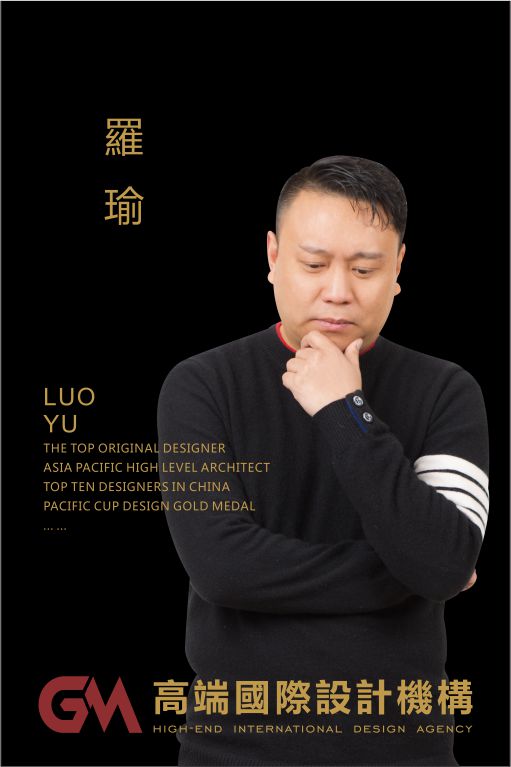 羅
瑜
LUO
YU
THE TOP ORIGINAL DESIGNER
ASIA PACIFIC HIGH LEVEL ARCHITECT
TOP TEN DESIGNERS IN CHINA
PACIFIC CUP DESIGN GOLD MEDAL
... ...
GM 高端國際設計機構
HIGH-END INTERNATIONAL DESIGN AGENCY